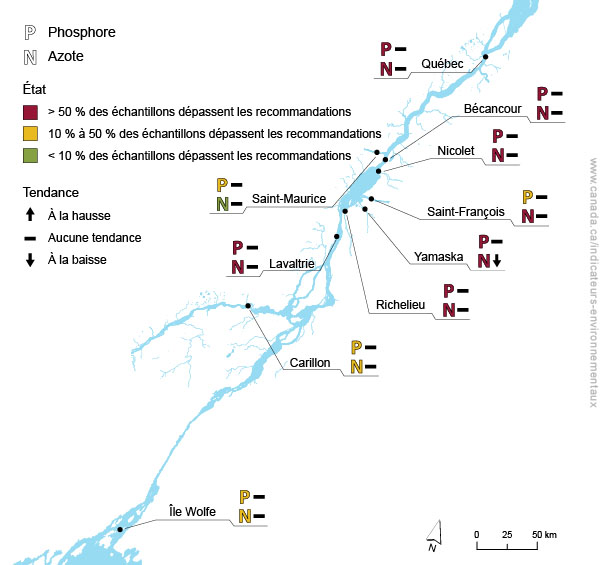 P Phosphore
N Azote
État
> 50 % des échantillons dépassent les recommandations
10 % à 50 % des échantillons dépassent les recommandations
< 10 % des échantillons dépassent les recommandations
Tendance
À la hausse
Aucune tendance
À la baisse
P
Québec
N
P
Bécancour
N
P
Nicolet
N
P
Saint-Maurice
N
P
Saint-François
N
P
Yamaska
N
P
Lavaltrie
N
P
Richelieu
N
P
Carillon
N
P
Île Wolfe
N
N
0 25 50 km
www.canada.ca/indicateurs-environnementaux